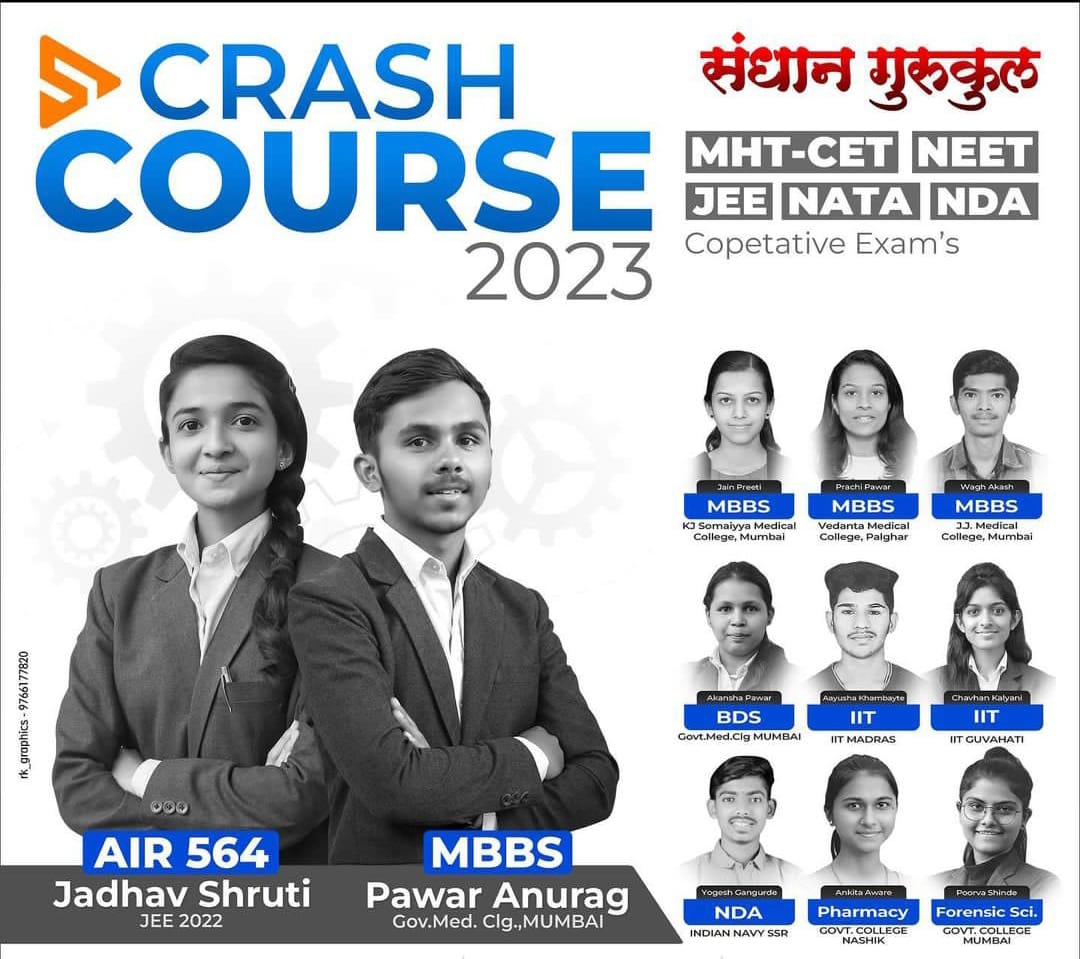 CRASH
COURSE
2023
संधान गुरुकुल
MHT-CET NEET
JEE NATA NDA
Copetative Exam's
Jain Preeti
MBBS
KJ Somaiyya Medical
College, Mumbai
Prachi Pawar
MBBS
Vedanta Medical
College, Palghar
Wagh Akash
MBBS
J.J. Medical
College, Mumbai
Akansha Pawar
BDS
Govt.Med.Clg MUMBAI
Aayusha Khambayte
IIT
IIT MADRAS
Chavhan Kalyani
IIT
IIT GUVAHATI
Yogesh Gangurde
NDA
INDIAN NAVY SSR
Ankita Aware
Pharmacy
GOVT. COLLEGE
NASHIK
Poorva Shinde
Forensic Sci.
GOVT. COLLEGE
MUMBAI
AIR 564
Jadhav Shruti
JEE 2022
MBBS
Pawar Anurag
Gov.Med. Clg.,MUMBAI
rk_graphics - 9766177820